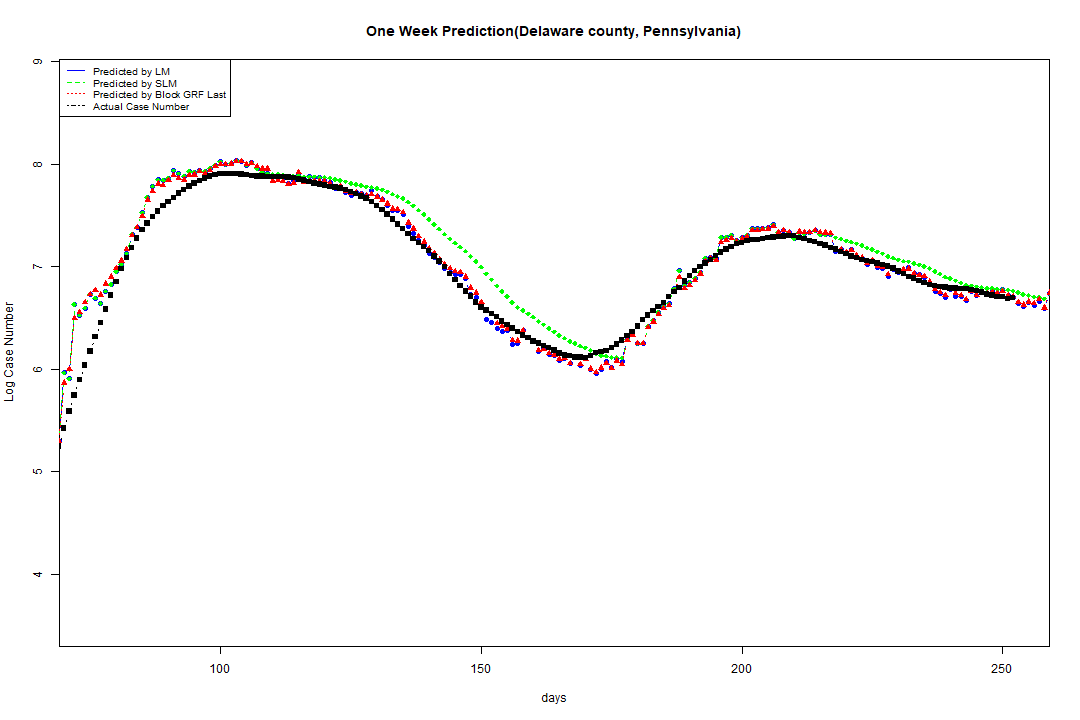 One Week Prediction(Delaware county, Pennsylvania)
Predicted by LM
Predicted by SLM
Predicted by Block GRF Last
Actual Case Number
9
8
7
6
5
4
Log Case Number
100 150 200 250
days